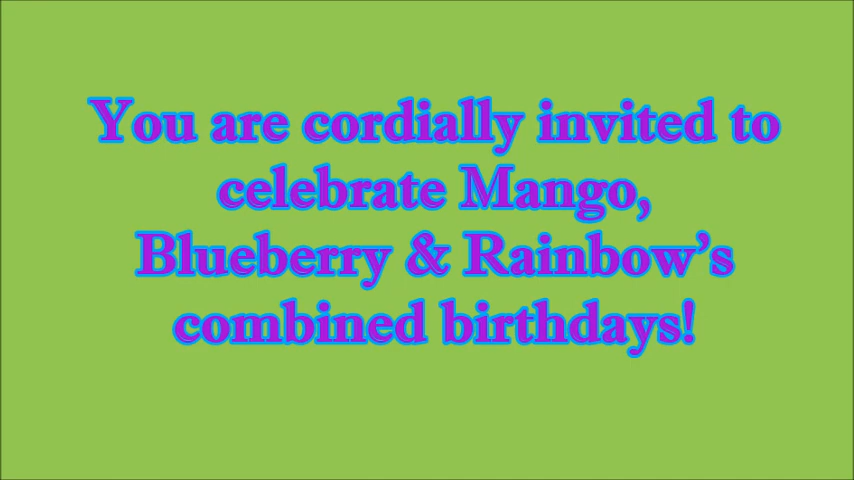 You are cordially invited to
celebrate Mango,
Blueberry & Rainbow’s
combined birthdays!